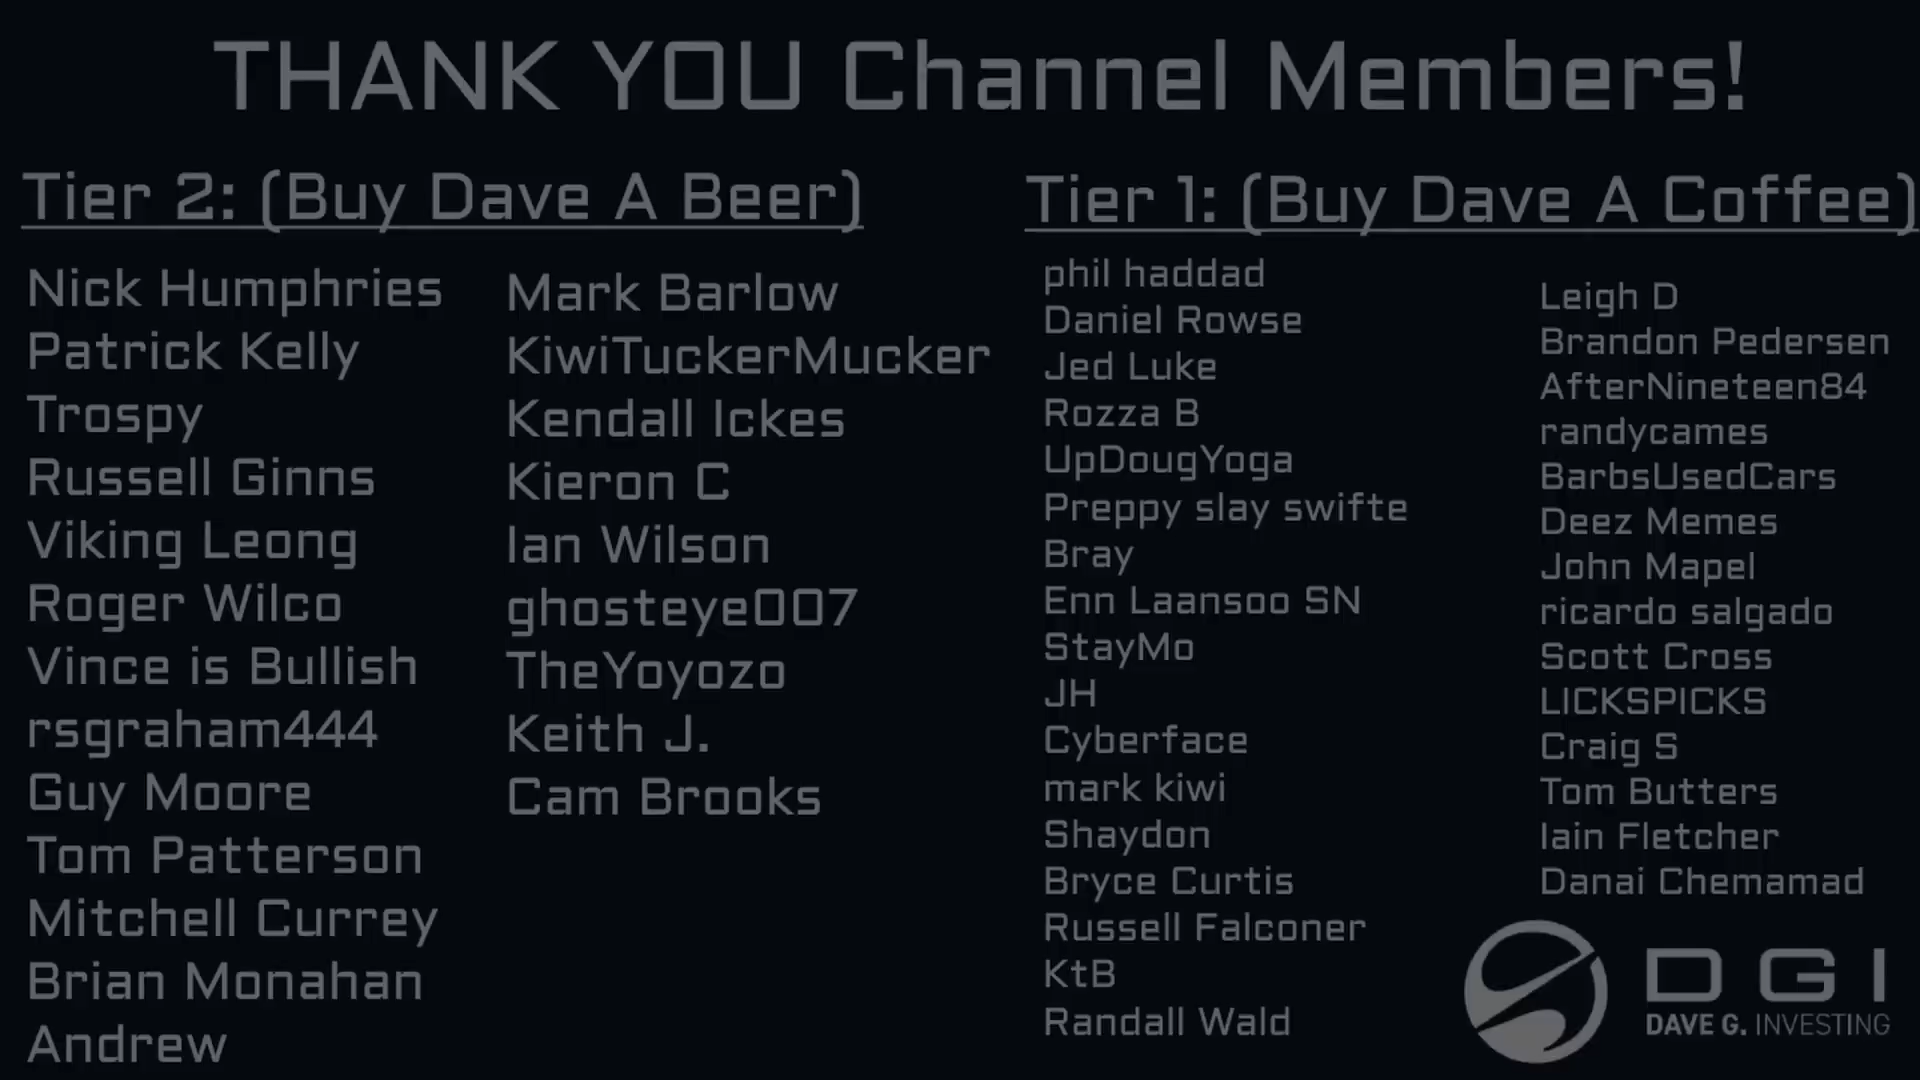 THANK YOU Channel Members!
Tier 2: (Buy Dave A Beer)
Nick Humphries
Patrick Kelly
Trospy
Russell Ginns
Viking Leong
Roger Wilco
Vince is Bullish
rsgraham444
Guy Moore
Tom Patterson
Mitchell Currey
Brian Monahan
Andrew
Mark Barlow
KiwiTuckerMucker
Kendall Ickes
Kieron C
Ian Wilson
ghosteye007
TheYoyozo
Keith J.
Cam Brooks
Tier 1: (Buy Dave A Coffee)
phil haddad
Daniel Rowse
Jed Luke
Rozza B
UpDougYoga
Preppy slay swifte
Bray
Enn Laansoo SN
StayMo
JH
Cyberface
mark kiwi
Shaydon
Bryce Curtis
Russell Falconer
KtB
Randall Wald
Leigh D
Brandon Pedersen
AfterNineteen84
randycames
BarbsUsedCars
Deez Memes
John Mapel
ricardo salgado
Scott Cross
LICKSPICKS
Craig S
Tom Butters
Iain Fletcher
Danai Chemamad
DGI
DAVE G. INVESTING